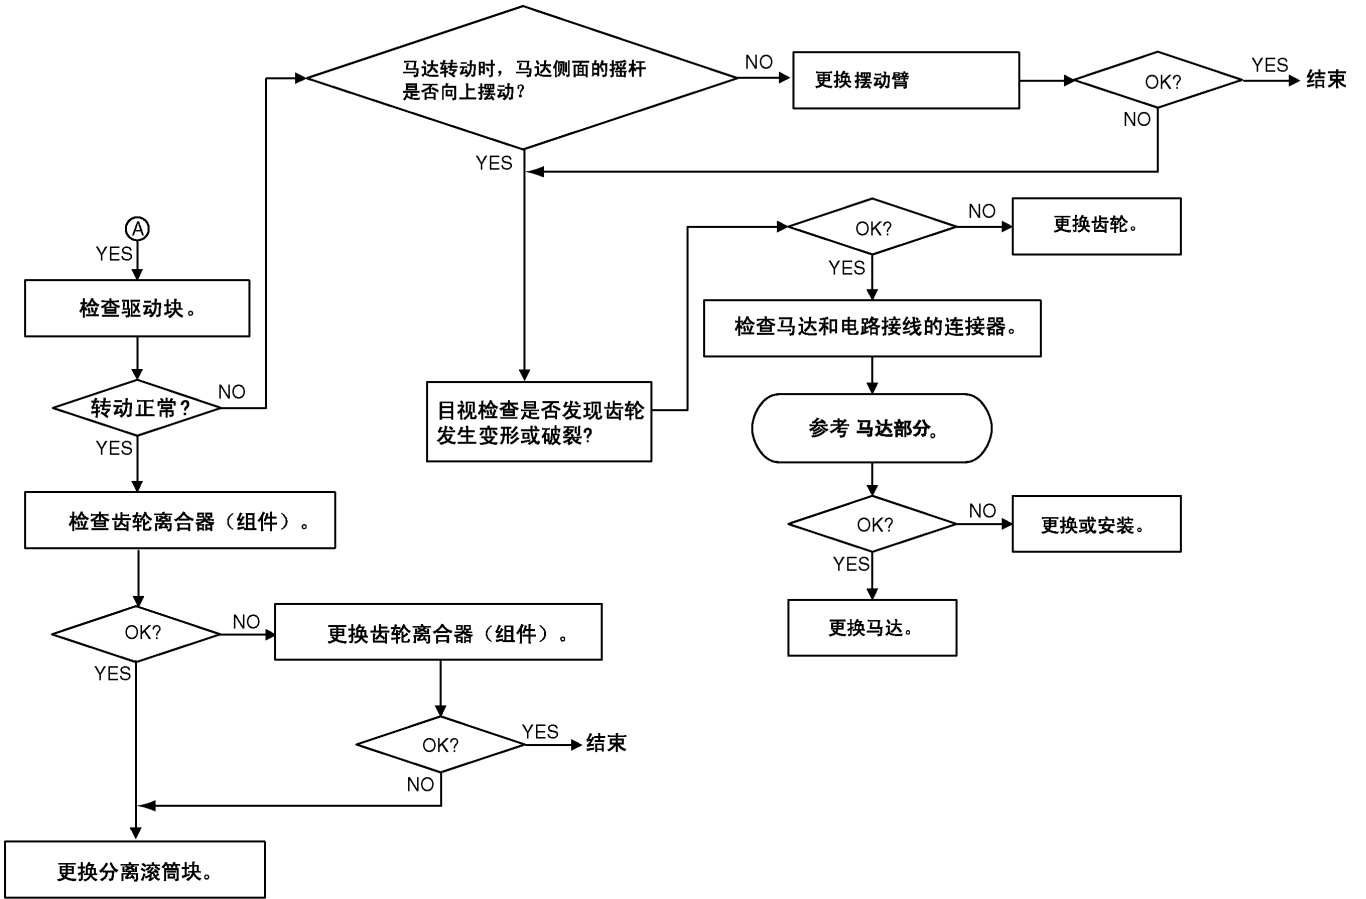 马达转动时，马达侧面的摇杆
是否向上摆动？
NO
更换摆动臂
OK?
YES
结束
NO
YES
A
YES
检查驱动块。
转动正常?
NO
YES
检查齿轮离合器（组件）。
OK?
NO
更换齿轮离合器（组件）。
YES
OK?
YES
结束
NO
更换分离滚筒块。
目视检查是否发现齿轮
发生变形或破裂?
OK?
NO
更换齿轮。
YES
检查马达和电路接线的连接器。
参考 马达部分。
OK?
NO
更换或安装。
YES
更换马达。